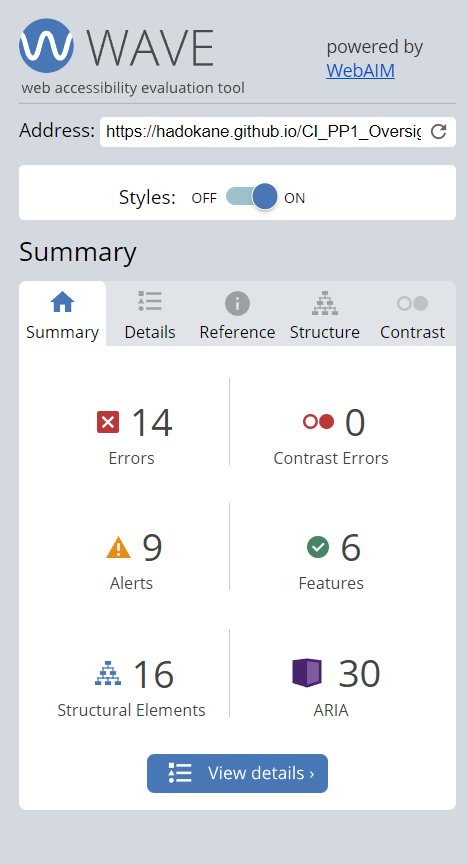 WAVE
powered by
WebAIM
web accessibility evaluation tool
Address: https://hadokane.github.io/CI_PP1_Oversig
Styles: OFF ON
Summary
Summary Details Reference Structure Contrast
14 0
Errors Contrast Errors
9 6
Alerts Features
16 30
Structural Elements ARIA
View details ›